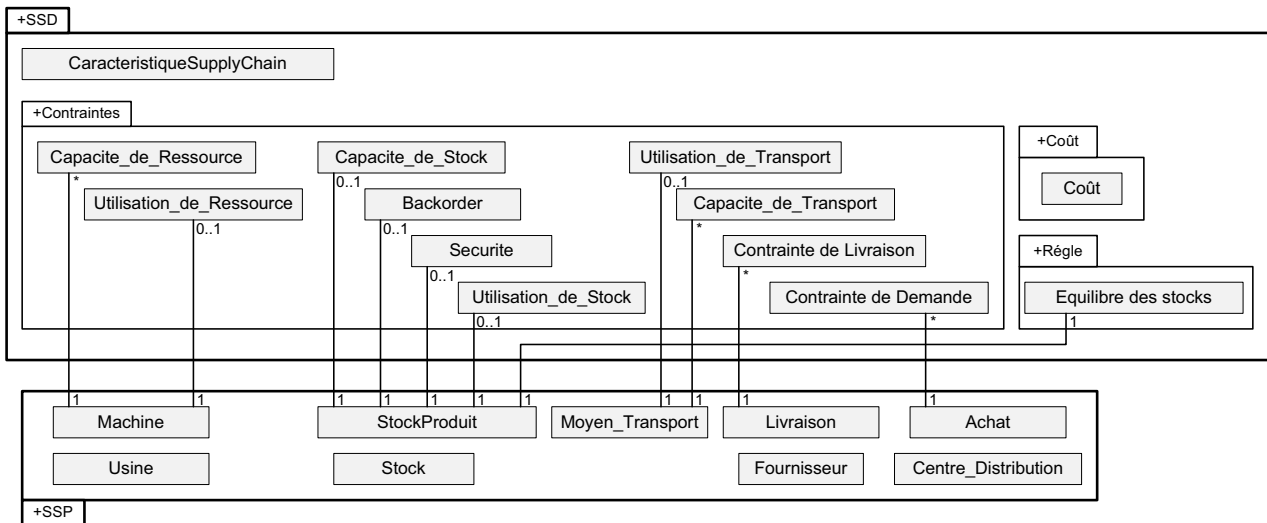 +SSD
CaracteristiqueSupplyChain
+Contraintes
Capacite_de_Ressource
Capacite_de_Stock
Utilisation_de_Transport
+Coût
*
0..1
0..1
Utilisation_de_Ressource
Backorder
Capacite_de_Transport
Coût
0..1
0..1
*
Securite
Contrainte de Livraison
+Régle
0..1
*
Utilisation_de_Stock
Contrainte de Demande
Equilibre des stocks
0..1
*
1
1 1 1 1 1 1 1 1 1 1 1
Machine
StockProduit
Moyen_Transport
Livraison
Achat
Usine
Stock
Fournisseur
Centre_Distribution
+SSP